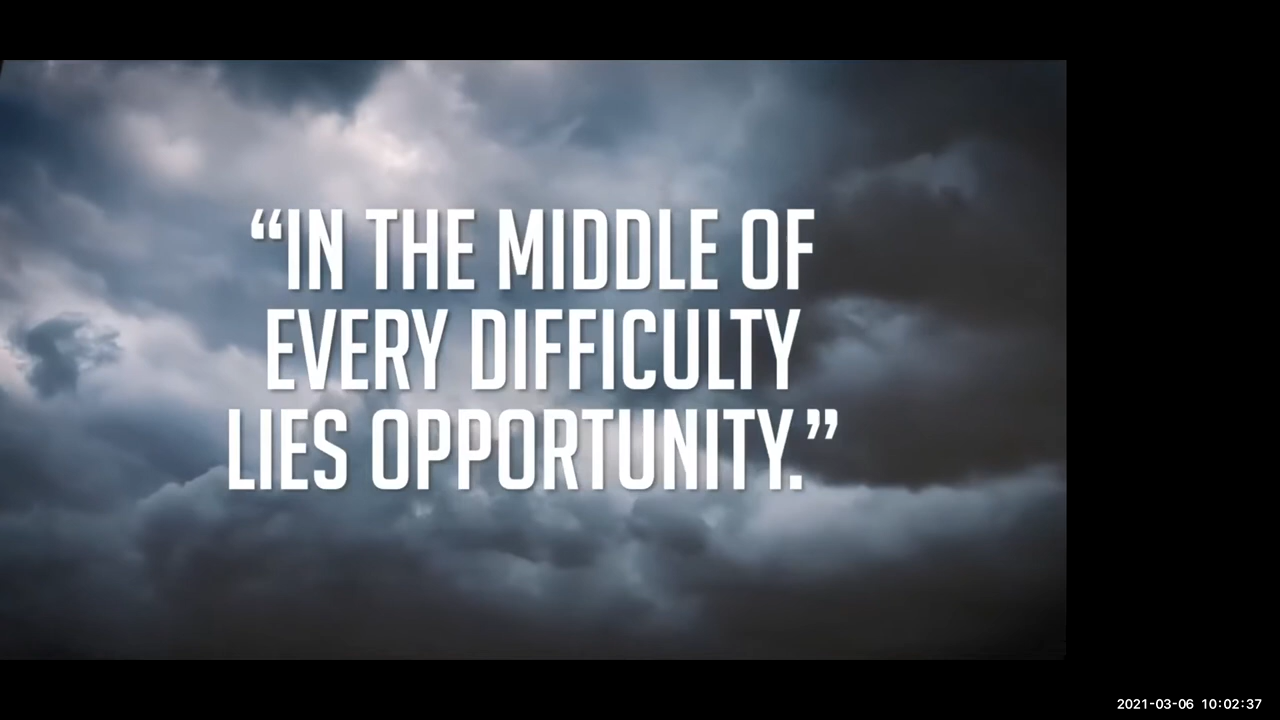 “IN THE MIDDLE OF
EVERY DIFFICULTY
LIES OPPORTUNITY.”
2021-03-06 10:02:37